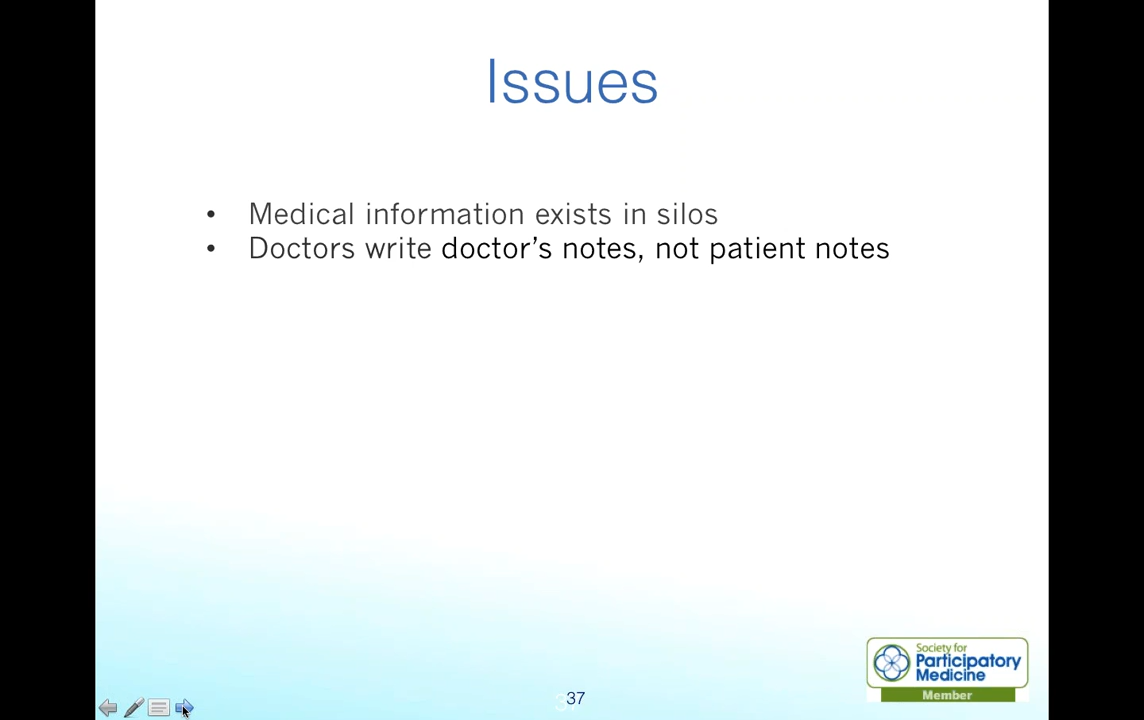 Issues
• Medical information exists in silos
• Doctors write doctor’s notes, not patient notes
Society for
Participatory
Medicine
Member
37